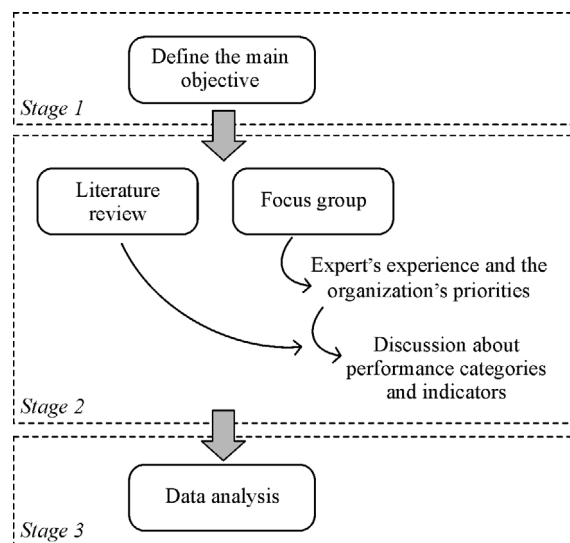 Define the main
objective
Stage 1
Literature
review
Focus group
Expert's experience and the
organization's priorities
Discussion about
performance categories
and indicators
Stage 2
Data analysis
Stage 3